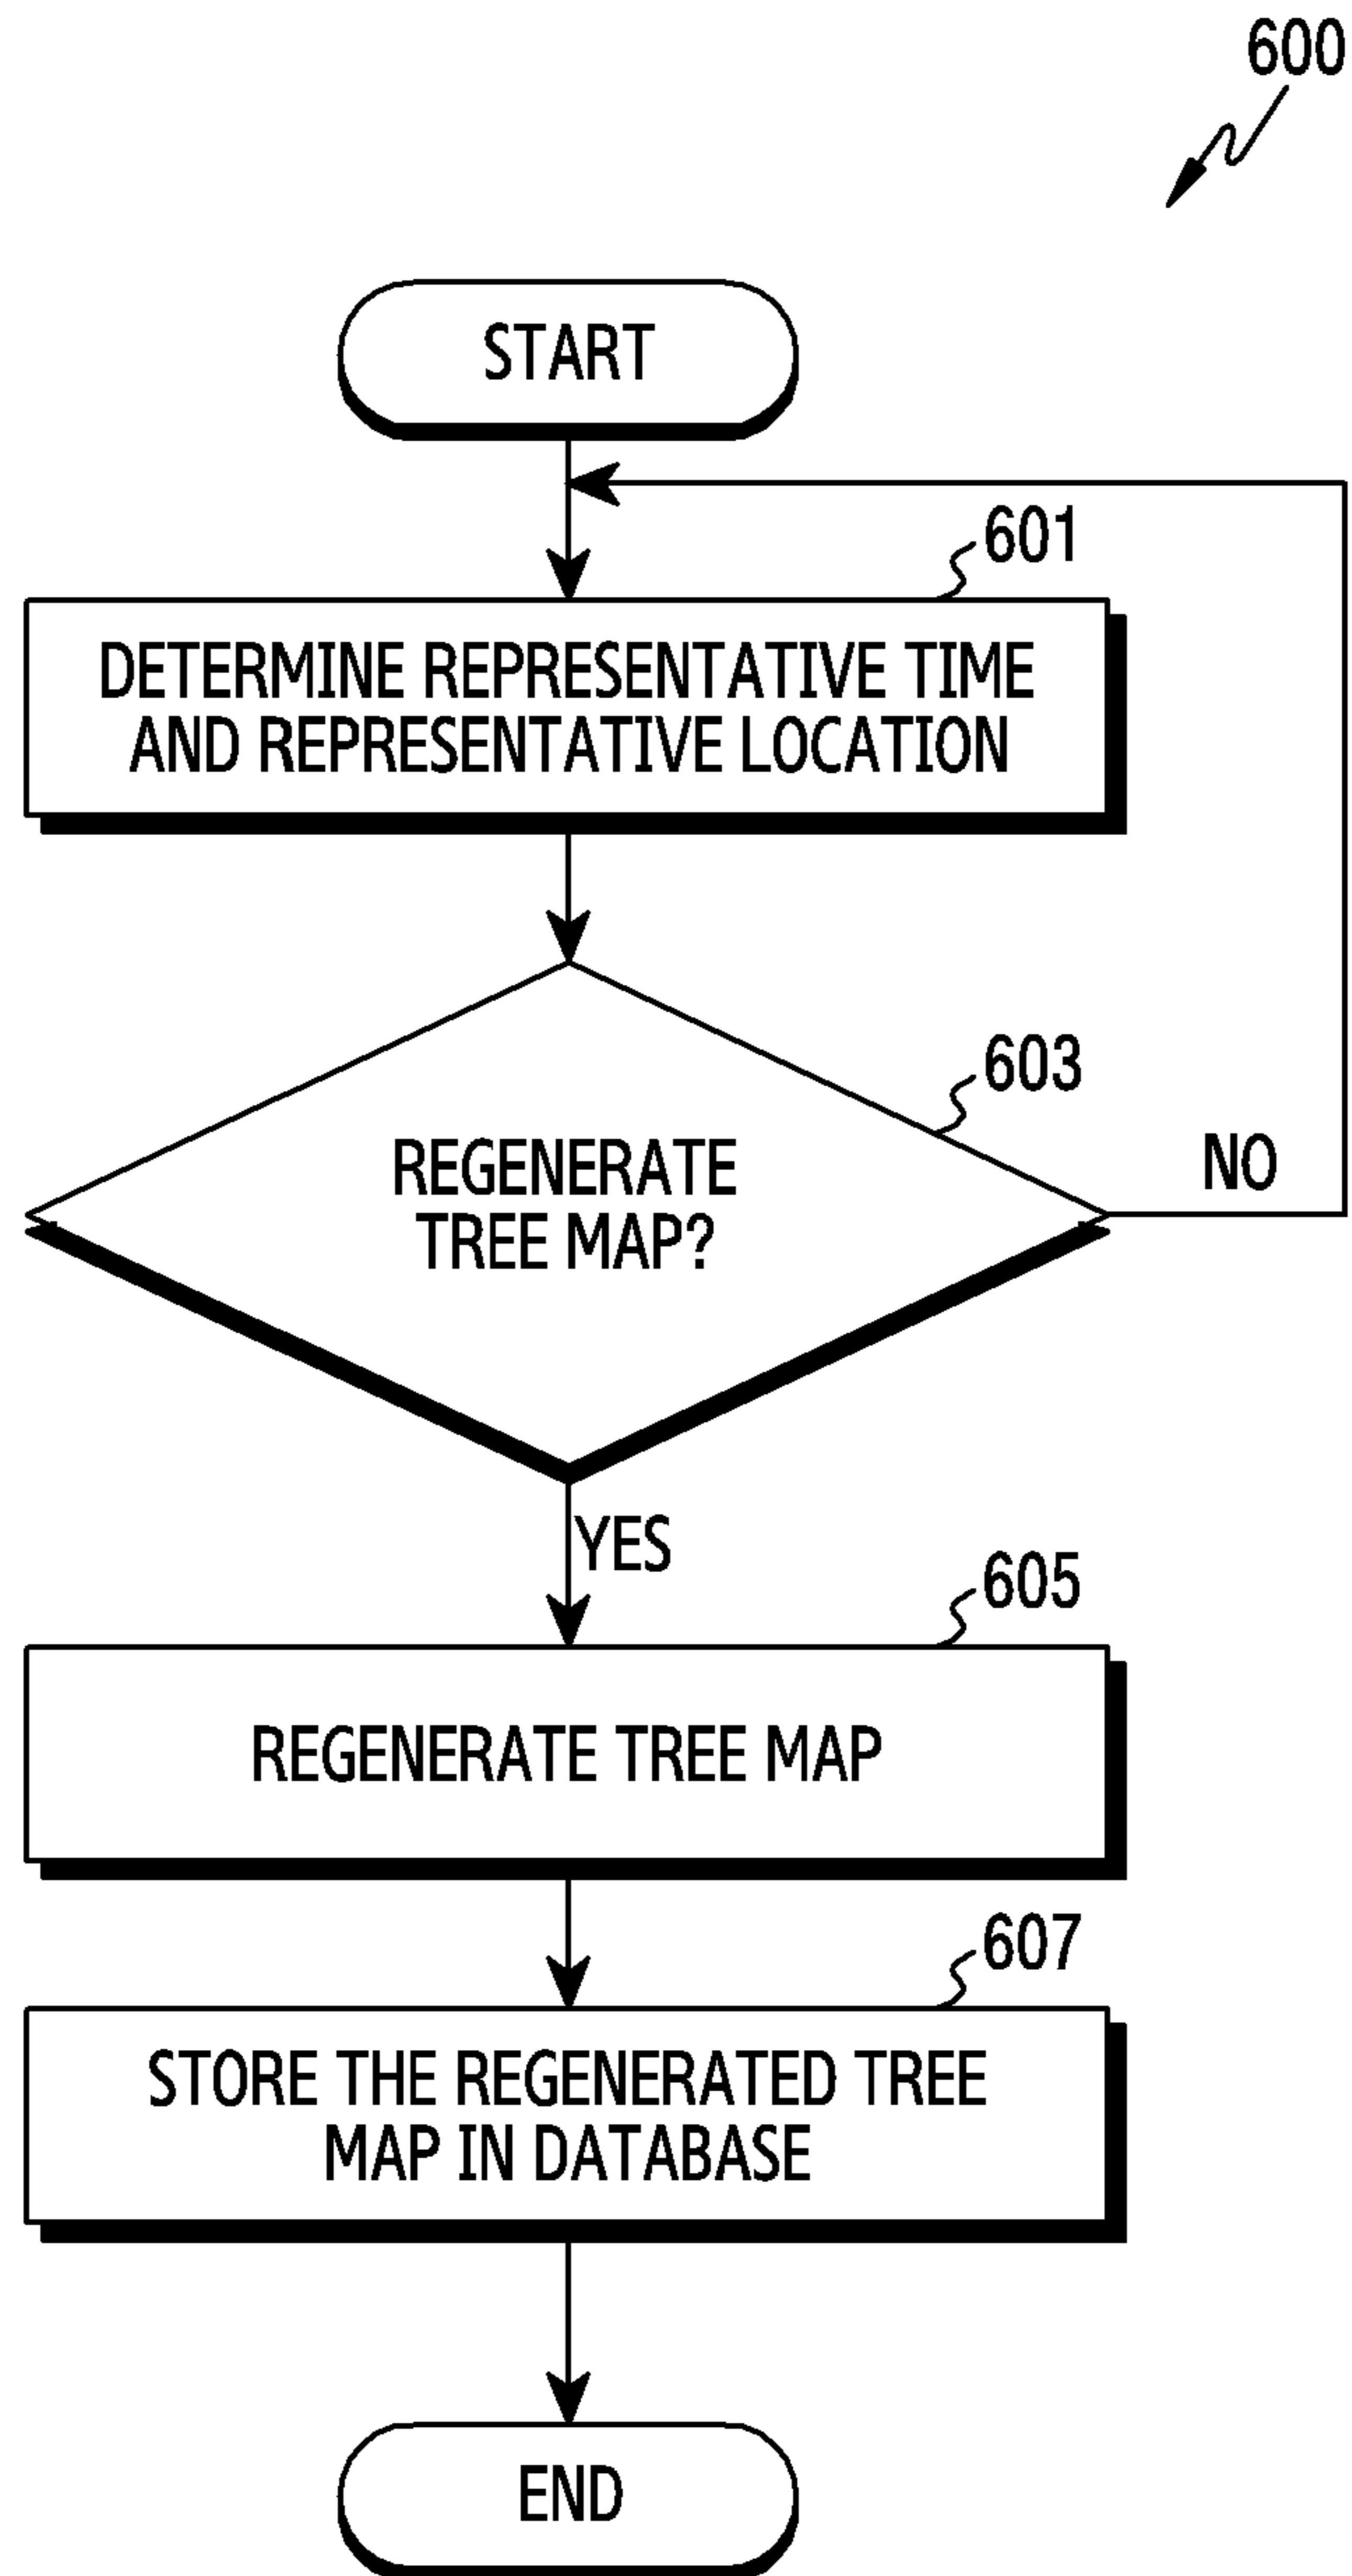 600
START
601
DETERMINE REPRESENTATIVE TIME
AND REPRESENTATIVE LOCATION
603
REGENERATE
TREE MAP?
NO
YES
605
REGENERATE TREE MAP
607
STORE THE REGENERATED TREE
MAP IN DATABASE
END